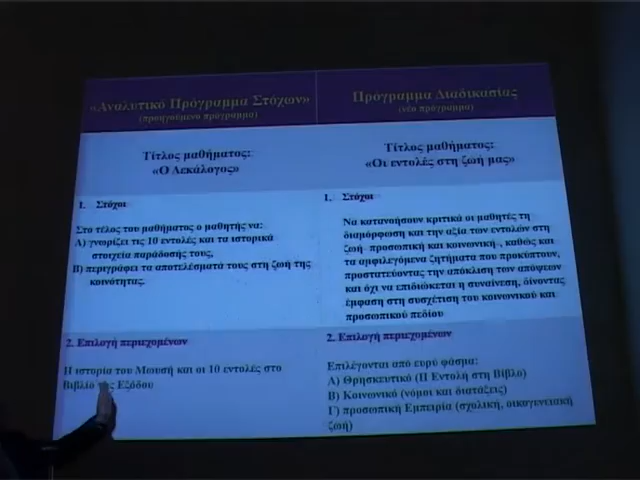 «Αναλυτικό Πρόγραμμα Στόχων»
(προηγούμενο πρόγραμμα)
Πρόγραμμα Διαδικασίας
(νέο πρόγραμμα)
Τίτλος μαθήματος:
«Ο Δεκάλογος»
Τίτλος μαθήματος:
«Οι εντολές στη ζωή μας»
1. Στόχοι
Στο τέλος του μαθήματος ο μαθητής να:
Α) γνωρίζει τις 10 εντολές και τα ιστορικά
στοιχεία παράδοσής τους,
Β) περιγράφει τα αποτελέσματά τους στη ζωή της
κοινότητας.
1. Στόχοι
Να κατανοήσουν κριτικά οι μαθητές τη
διαμόρφωση και την αξία των εντολών στη
ζωή- προσωπική και κοινωνική-, καθώς και
τα αμφιλεγόμενα ζητήματα που προκύπτουν,
προστατεύοντας την απόκλιση των απόψεων
και όχι να επιδιώκεται η συναίνεση, δίνοντας
έμφαση στη συσχέτιση του κοινωνικού και
προσωπικού πεδίου
2. Επιλογή περιεχομένων
Η ιστορία του Μωυσή και οι 10 εντολές στο
Βιβλίο της Εξόδου
2. Επιλογή περιεχομένων
Επιλέγονται από ευρύ φάσμα:
Α) Θρησκευτικό (Η Εντολή στη Βίβλο)
Β) Κοινωνικό (νόμοι και διατάξεις)
Γ) προσωπική Εμπειρία (σχολική, οικογενειακή
ζωή)